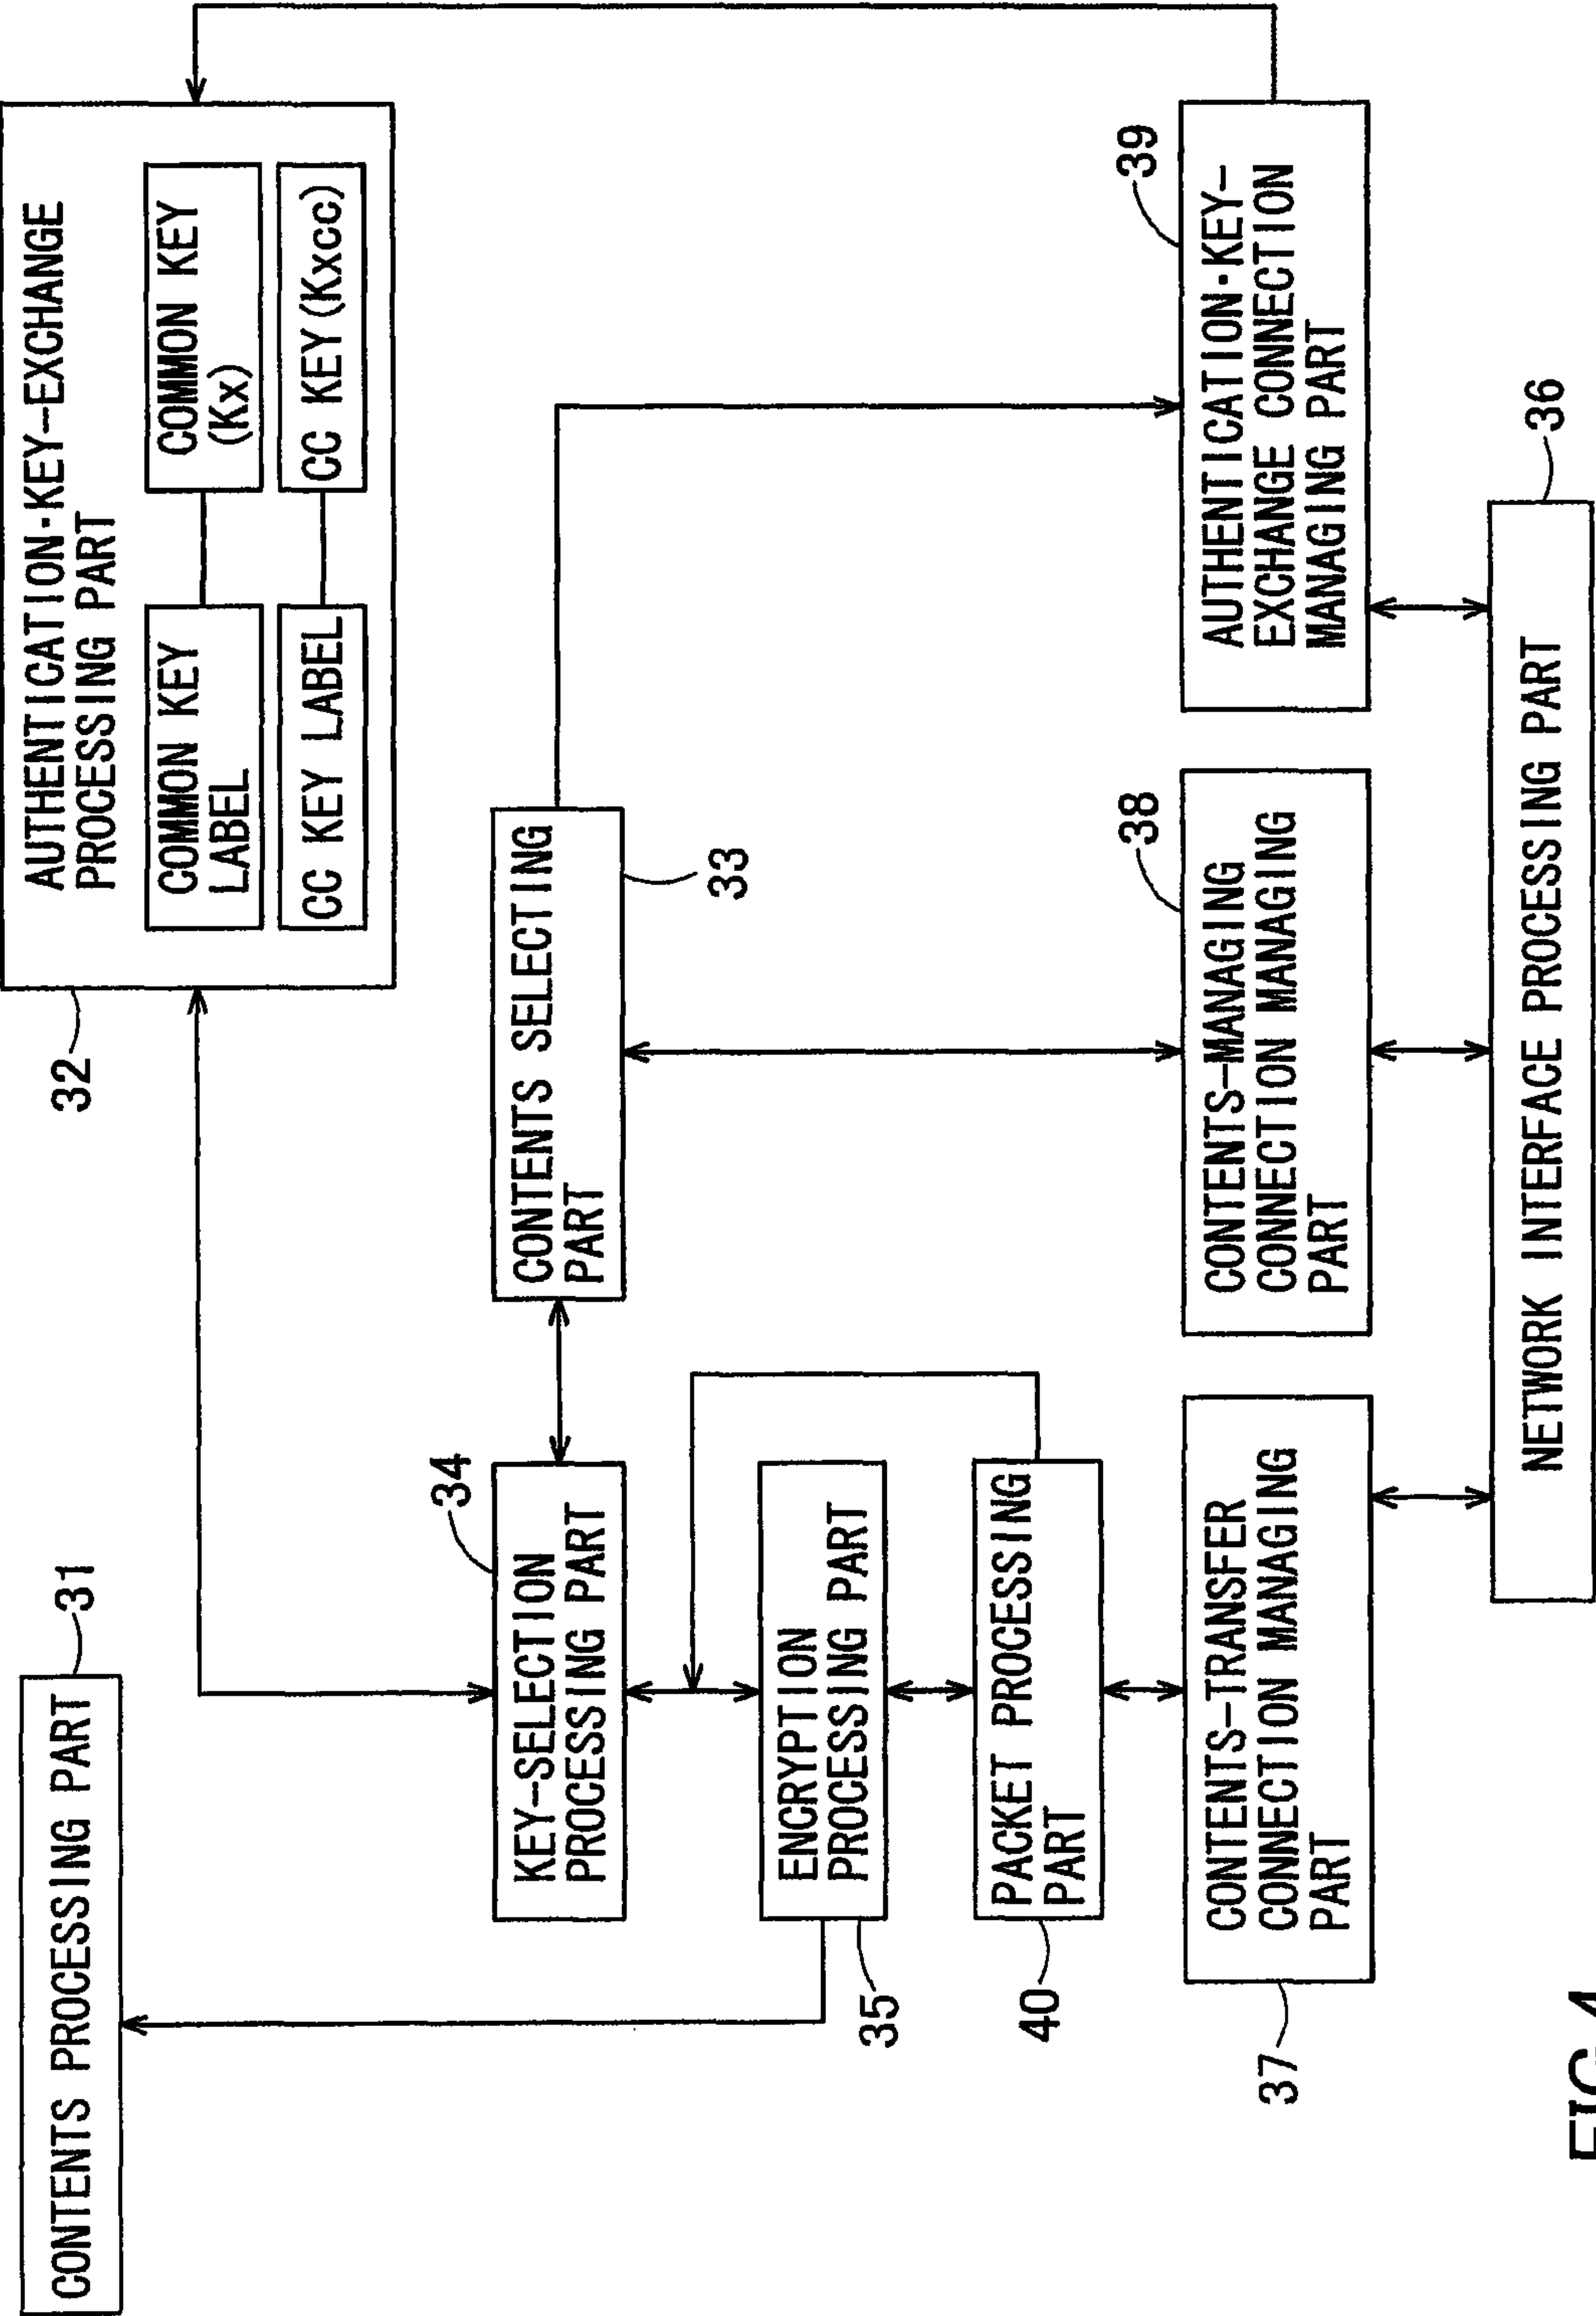 CONTENTS PROCESSING PART
31
AUTHENTICATION·KEY-EXCHANGE
PROCESSING PART
COMMON KEY
LABEL
COMMON KEY
(Kx)
CC KEY LABEL
CC KEY(Kxcc)
32
34
KEY-SELECTION
PROCESSING PART
CONTENTS SELECTING
PART
33
ENCRYPTION
PROCESSING PART
35
PACKET PROCESSING
PART
40
CONTENTS-TRANSFER
CONNECTION MANAGING
PART
37
38
CONTENTS-MANAGING
CONNECTION MANAGING
PART
39
AUTHENTICATION·KEY-
EXCHANGE CONNECTION
MANAGING PART
36
NETWORK INTERFACE PROCESSING PART
FIG.4